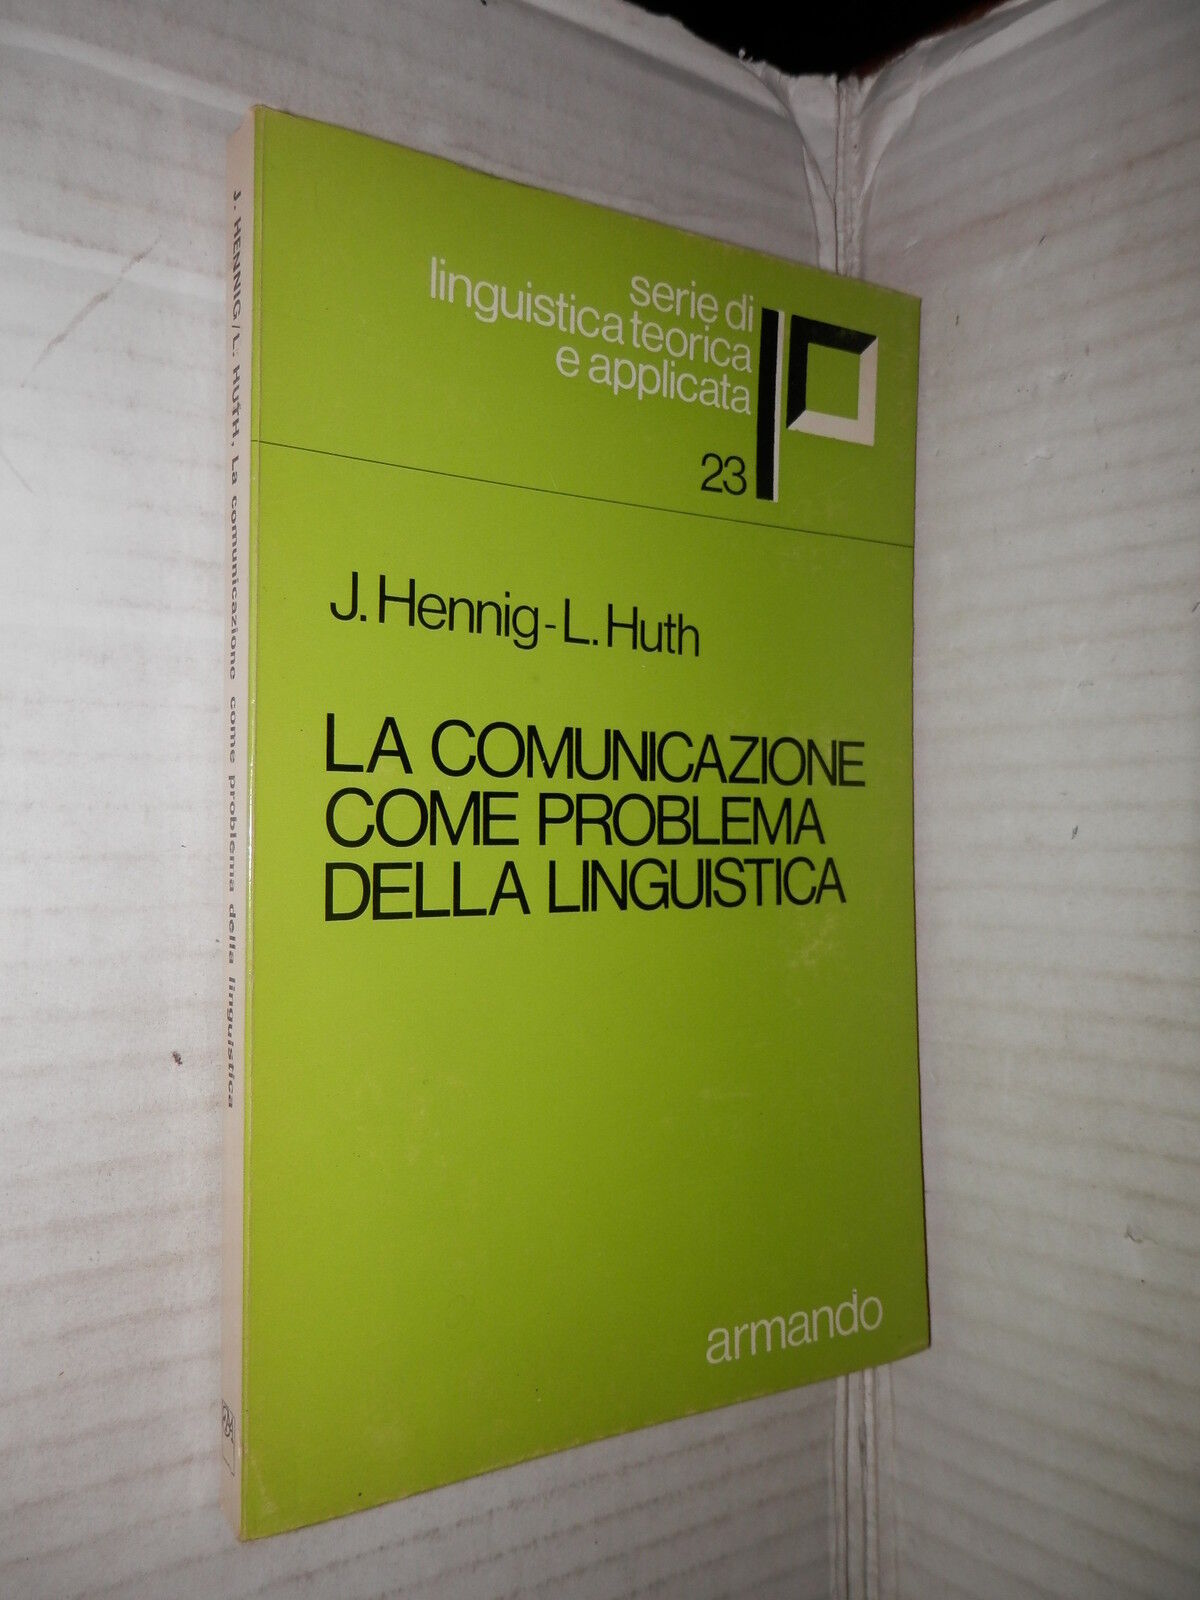 serie di
linguistica teorica
e applicata
23
J. Hennig - L. Huth
LA COMUNICAZIONE
COME PROBLEMA
DELLA LINGUISTICA
armando
J. HENNIG/L. HUTH, La comunicazione come problema della linguistica